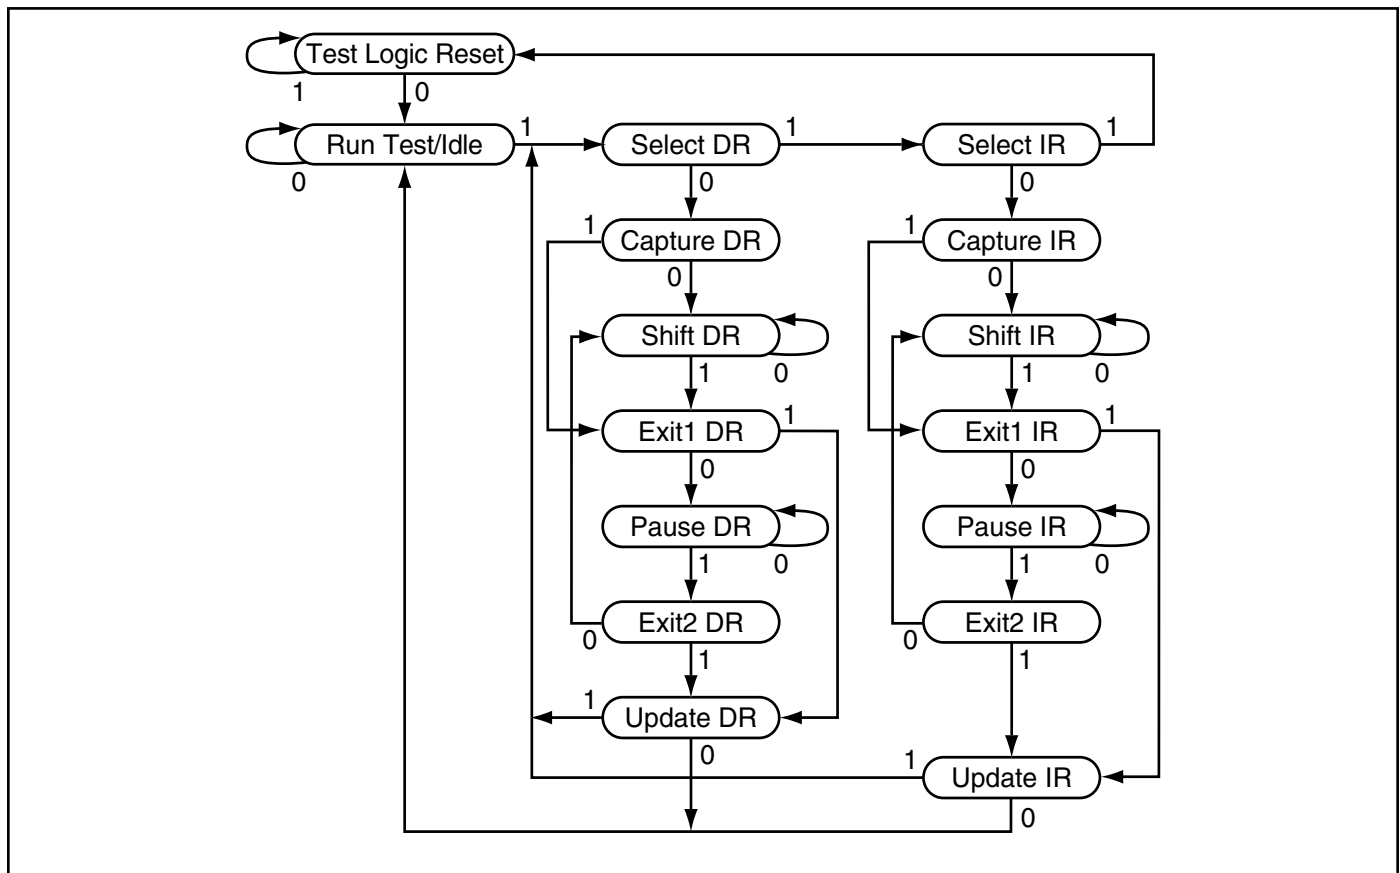 Test Logic Reset
1 0
Run Test/Idle 1 Select DR 1 Select IR 1
0 0 0
1 Capture DR 1 Capture IR
0 0
Shift DR Shift IR
1 0 1 0
Exit1 DR 1 Exit1 IR 1
0 0
Pause DR Pause IR
1 0 1 0
Exit2 DR Exit2 IR
0 1 0 1
1 Update DR
0 1 Update IR
0